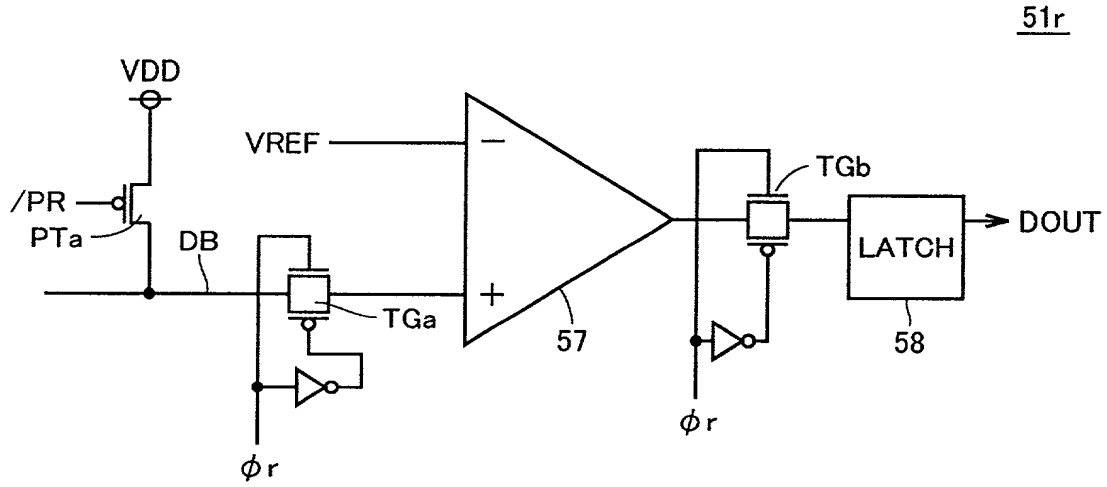 51r
VDD
/PR
PTa
DB
VREF
−
+
TGa
ϕr
57
TGb
ϕr
LATCH
58
DOUT